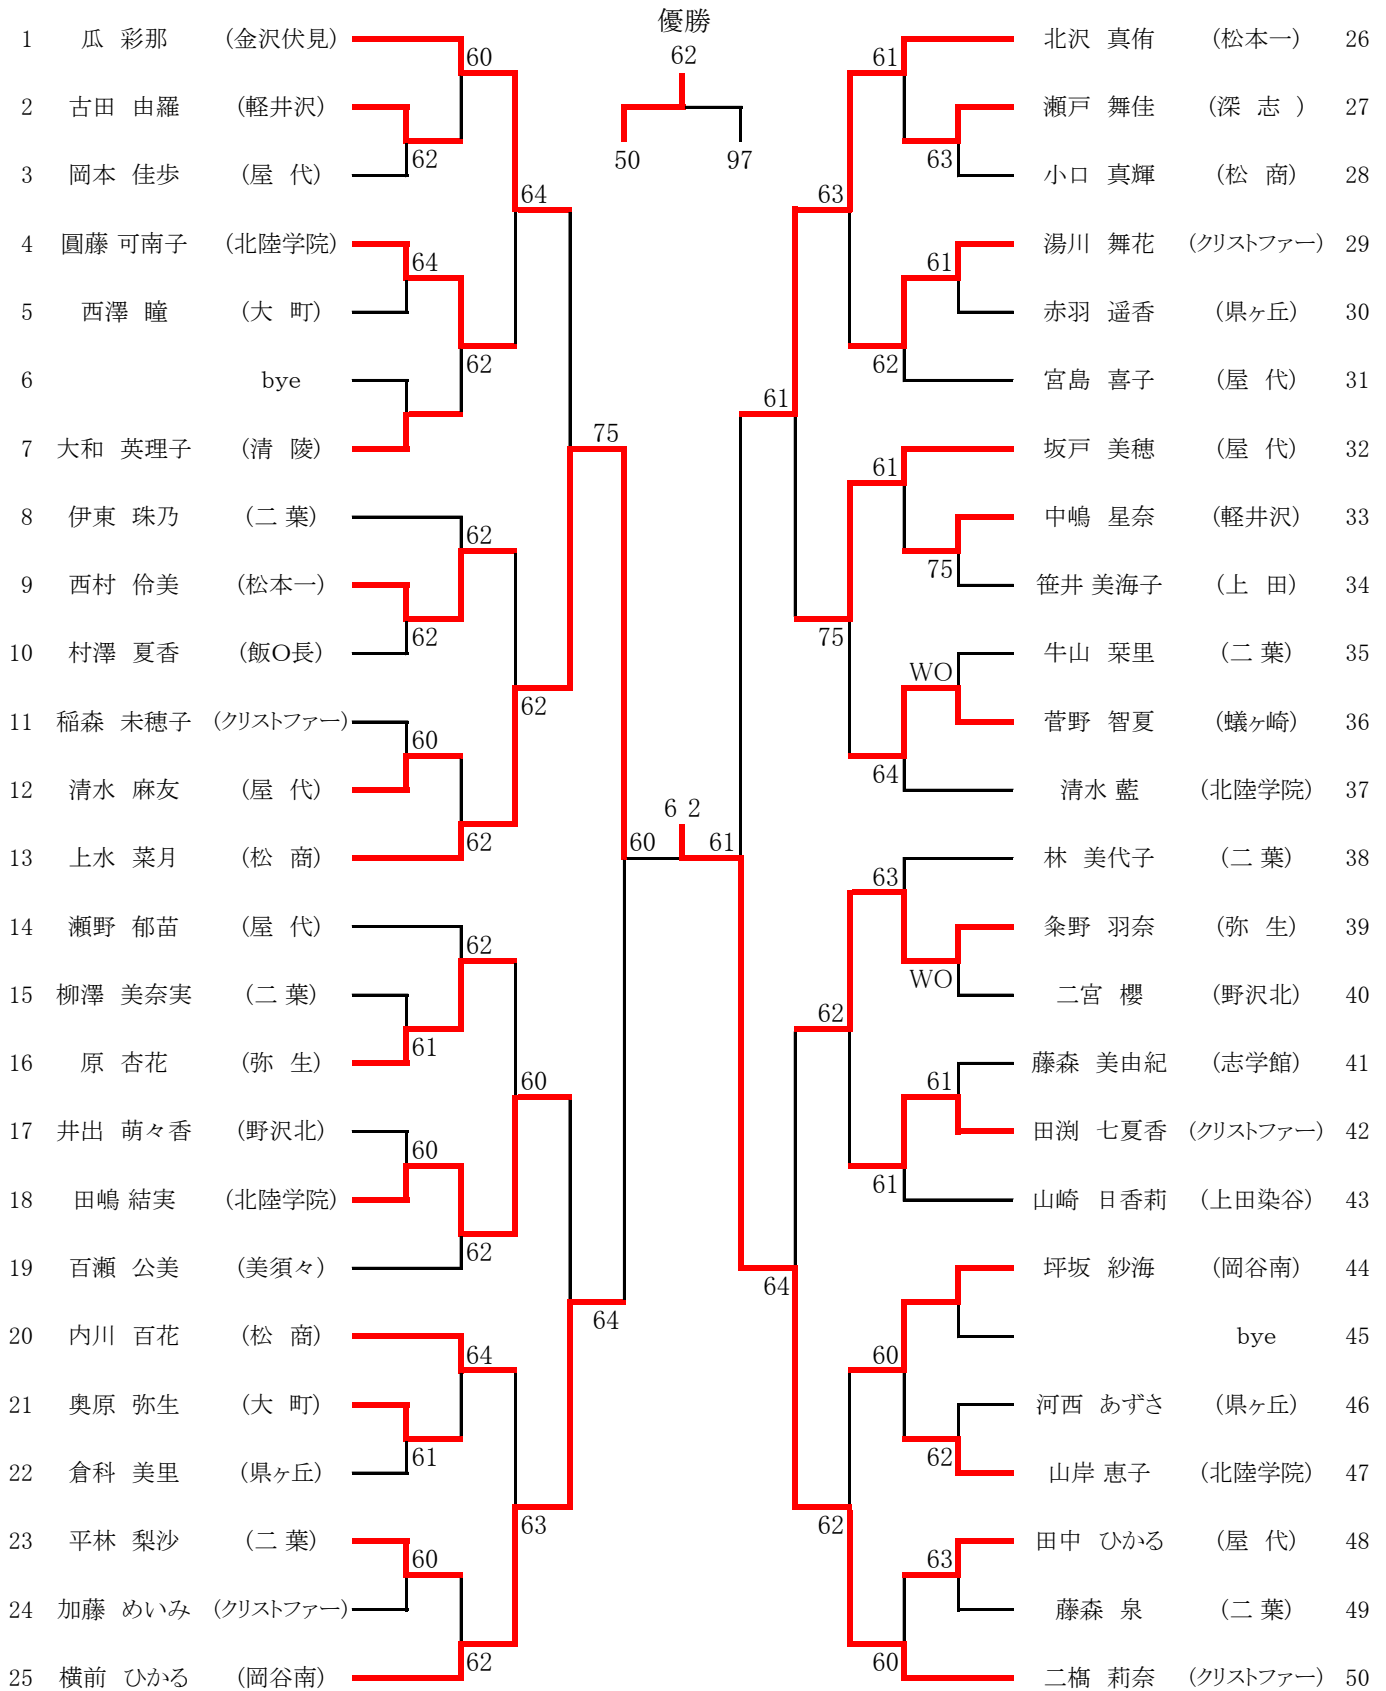 優勝
62
50 97
1 瓜 彩那 (金沢伏見)
60
2 古田 由羅 (軽井沢)
62
3 岡本 佳歩 (屋 代)
64
4 圓藤 可南子 (北陸学院)
64
5 西澤 瞳 (大 町)
62
6 bye
7 大和 英理子 (清 陵)
75
8 伊東 珠乃 (二 葉)
62
9 西村 伶美 (松本一)
62
10 村澤 夏香 (飯O長)
62
11 稲森 未穂子 (クリストファー)
60
12 清水 麻友 (屋 代)
62
13 上水 菜月 (松 商)
60
6 2
61
14 瀬野 郁苗 (屋 代)
62
15 柳澤 美奈実 (二 葉)
61
16 原 杏花 (弥 生)
60
17 井出 萌々香 (野沢北)
60
18 田嶋 結実 (北陸学院)
62
19 百瀬 公美 (美須々)
64
20 内川 百花 (松 商)
64
21 奥原 弥生 (大 町)
61
22 倉科 美里 (県ヶ丘)
63
23 平林 梨沙 (二 葉)
60
24 加藤 めいみ (クリストファー)
62
25 横前 ひかる (岡谷南)
北沢 真侑 (松本一) 26
61
瀬戸 舞佳 (深 志 ) 27
63
小口 真輝 (松 商) 28
63
湯川 舞花 (クリストファー) 29
61
赤羽 遥香 (県ヶ丘) 30
62
宮島 喜子 (屋 代) 31
61
坂戸 美穂 (屋 代) 32
61
中嶋 星奈 (軽井沢) 33
75
笹井 美海子 (上 田) 34
75
牛山 栞里 (二 葉) 35
WO
菅野 智夏 (蟻ヶ崎) 36
64
清水 藍 (北陸学院) 37
林 美代子 (二 葉) 38
63
粂野 羽奈 (弥 生) 39
WO
二宮 櫻 (野沢北) 40
62
藤森 美由紀 (志学館) 41
61
田渕 七夏香 (クリストファー) 42
61
山崎 日香莉 (上田染谷) 43
64
坪坂 紗海 (岡谷南) 44
bye 45
60
河西 あずさ (県ヶ丘) 46
62
山岸 恵子 (北陸学院) 47
62
田中 ひかる (屋 代) 48
63
藤森 泉 (二 葉) 49
60
二橋 莉奈 (クリストファー) 50